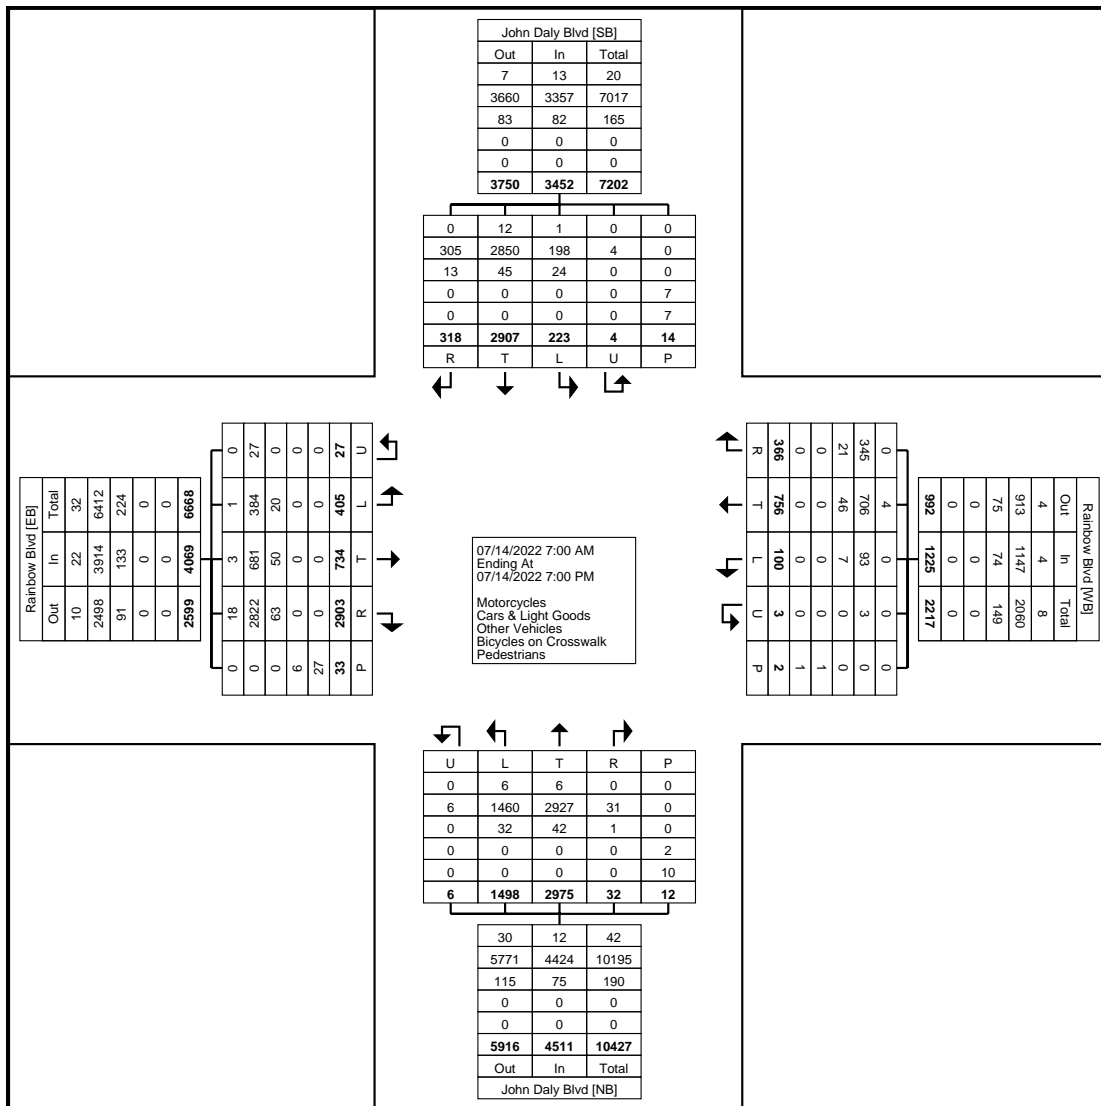 John Daly Blvd [SB]
Out In Total
7 13 20
3660 3357 7017
83 82 165
0 0 0
0 0 0
3750 3452 7202
0 12 1 0 0
305 2850 198 4 0
13 45 24 0 0
0 0 0 0 7
0 0 0 0 7
318 2907 223 4 14
R T L U P
Rainbow Blvd [EB]
Total 32 6412 224 0 0 6668
In 22 3914 133 0 0 4069
Out 10 2498 91 0 0 2599
0 27 0 0 0 27 U
1 384 20 0 0 405 L
3 681 50 0 0 734 T
18 2822 63 0 0 2903 R
0 0 0 6 27 33 P
07/14/2022 7:00 AM
Ending At
07/14/2022 7:00 PM
Motorcycles
Cars & Light Goods
Other Vehicles
Bicycles on Crosswalk
Pedestrians
R 366 0 0 21 345 0
T 756 0 0 46 706 4
L 100 0 0 7 93 0
U 3 0 0 0 3 0
P 2 1 1 0 0 0
992 0 0 75 913 4 Out
1225 0 0 74 1147 4 In
2217 0 0 149 2060 8 Total
Rainbow Blvd [WB]
U L T R P
0 6 6 0 0
6 1460 2927 31 0
0 32 42 1 0
0 0 0 0 2
0 0 0 0 10
6 1498 2975 32 12
30 12 42
5771 4424 10195
115 75 190
0 0 0
0 0 0
5916 4511 10427
Out In Total
John Daly Blvd [NB]